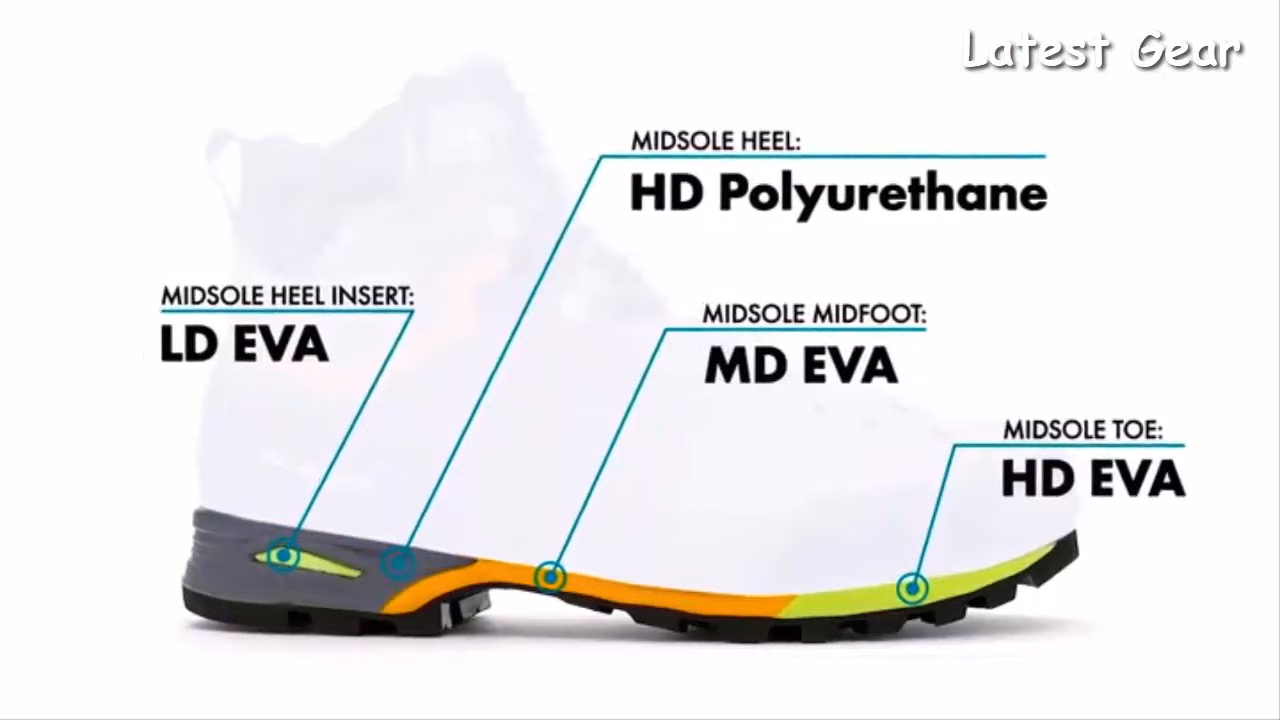 Latest Gear
MIDSOLE HEEL:
HD Polyurethane
MIDSOLE HEEL INSERT:
LD EVA
MIDSOLE MIDFOOT:
MD EVA
MIDSOLE TOE:
HD EVA